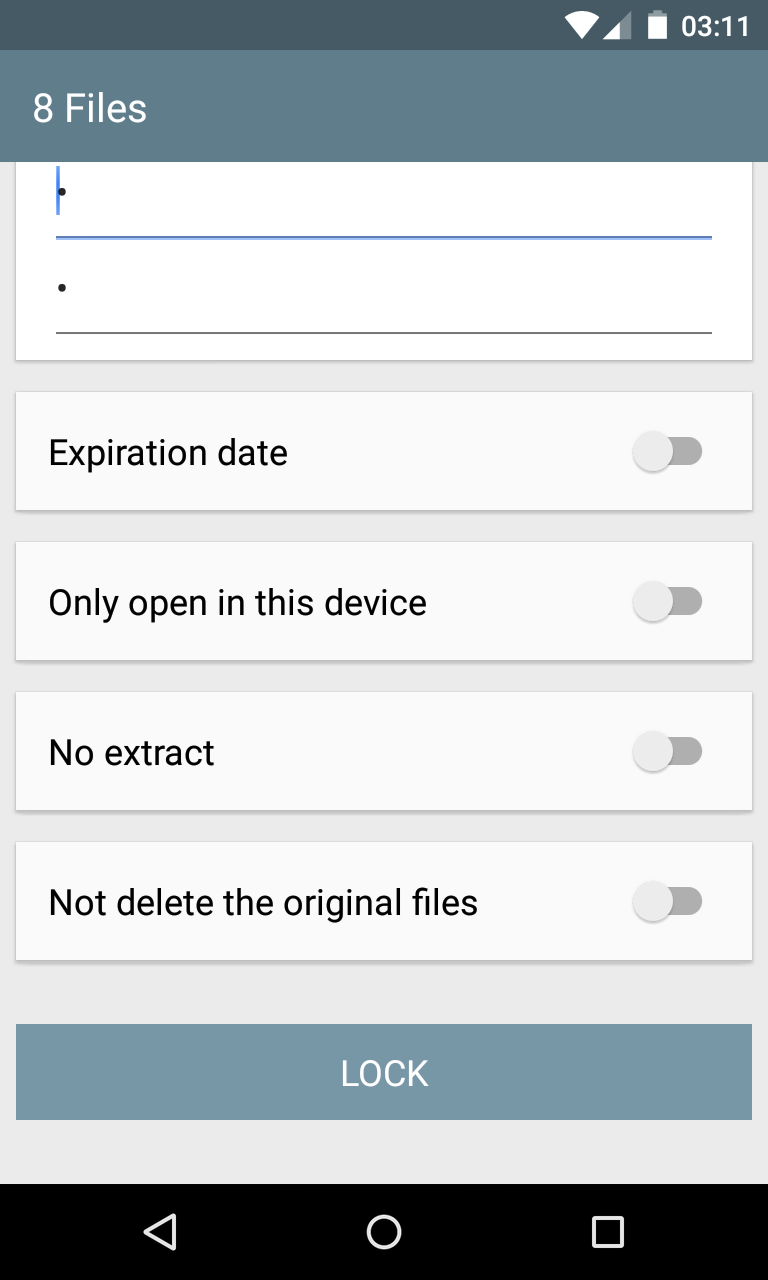 03:11
8 Files
•
•
Expiration date
Only open in this device
No extract
Not delete the original files
LOCK